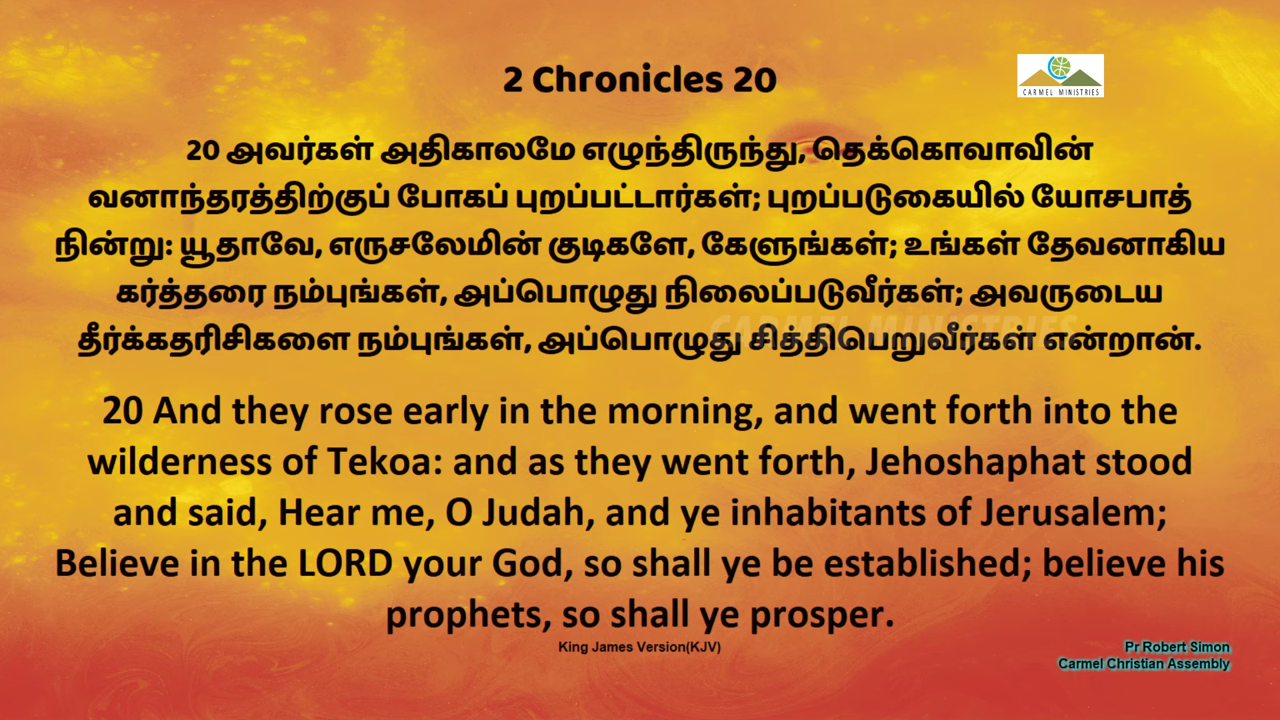 2 Chronicles 20
CARMEL MINISTRIES
20 அவர்கள் அதிகாலமே எழுந்திருந்து, தெக்கொவாவின்
வனாந்தரத்திற்குப் போகப் புறப்பட்டார்கள்; புறப்படுகையில் யோசபாத்
நின்று: யூதாவே, எருசலேமின் குடிகளே, கேளுங்கள்; உங்கள் தேவனாகிய
கர்த்தரை நம்புங்கள், அப்பொழுது நிலைப்படுவீர்கள்; அவருடைய
தீர்க்கதரிசிகளை நம்புங்கள், அப்பொழுது சித்திபெறுவீர்கள் என்றான்.
CARMEL MINISTRIES
20 And they rose early in the morning, and went forth into the
wilderness of Tekoa: and as they went forth, Jehoshaphat stood
and said, Hear me, O Judah, and ye inhabitants of Jerusalem;
Believe in the LORD your God, so shall ye be established; believe his
prophets, so shall ye prosper.
King James Version(KJV)
Pr Robert Simon
Carmel Christian Assembly